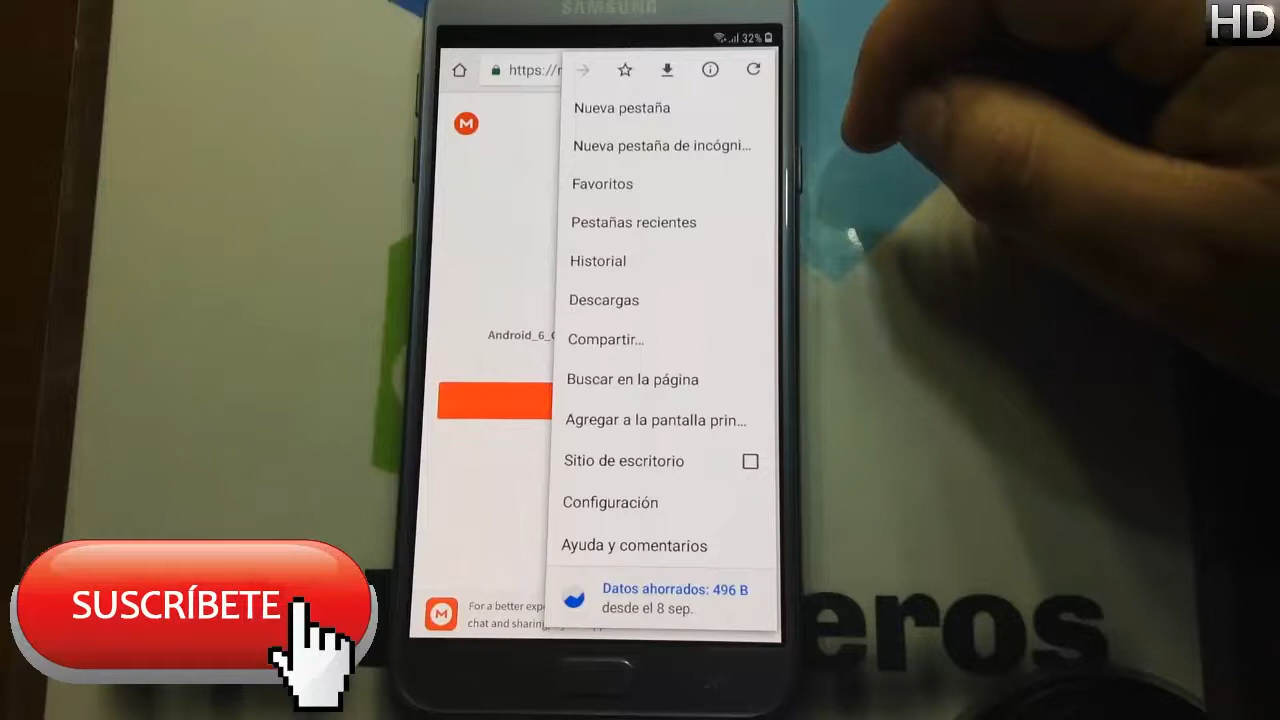 SAMSUNG
HD
32%
https://
M
Nueva pestaña
Nueva pestaña de incógni...
Favoritos
Pestañas recientes
Historial
Descargas
Android_6_
Compartir...
Buscar en la página
Agregar a la pantalla prin...
Sitio de escritorio
Configuración
Ayuda y comentarios
Datos ahorrados: 496 B
desde el 8 sep.
For a better exp
chat and sharing
SUSCRÍBETE
eros